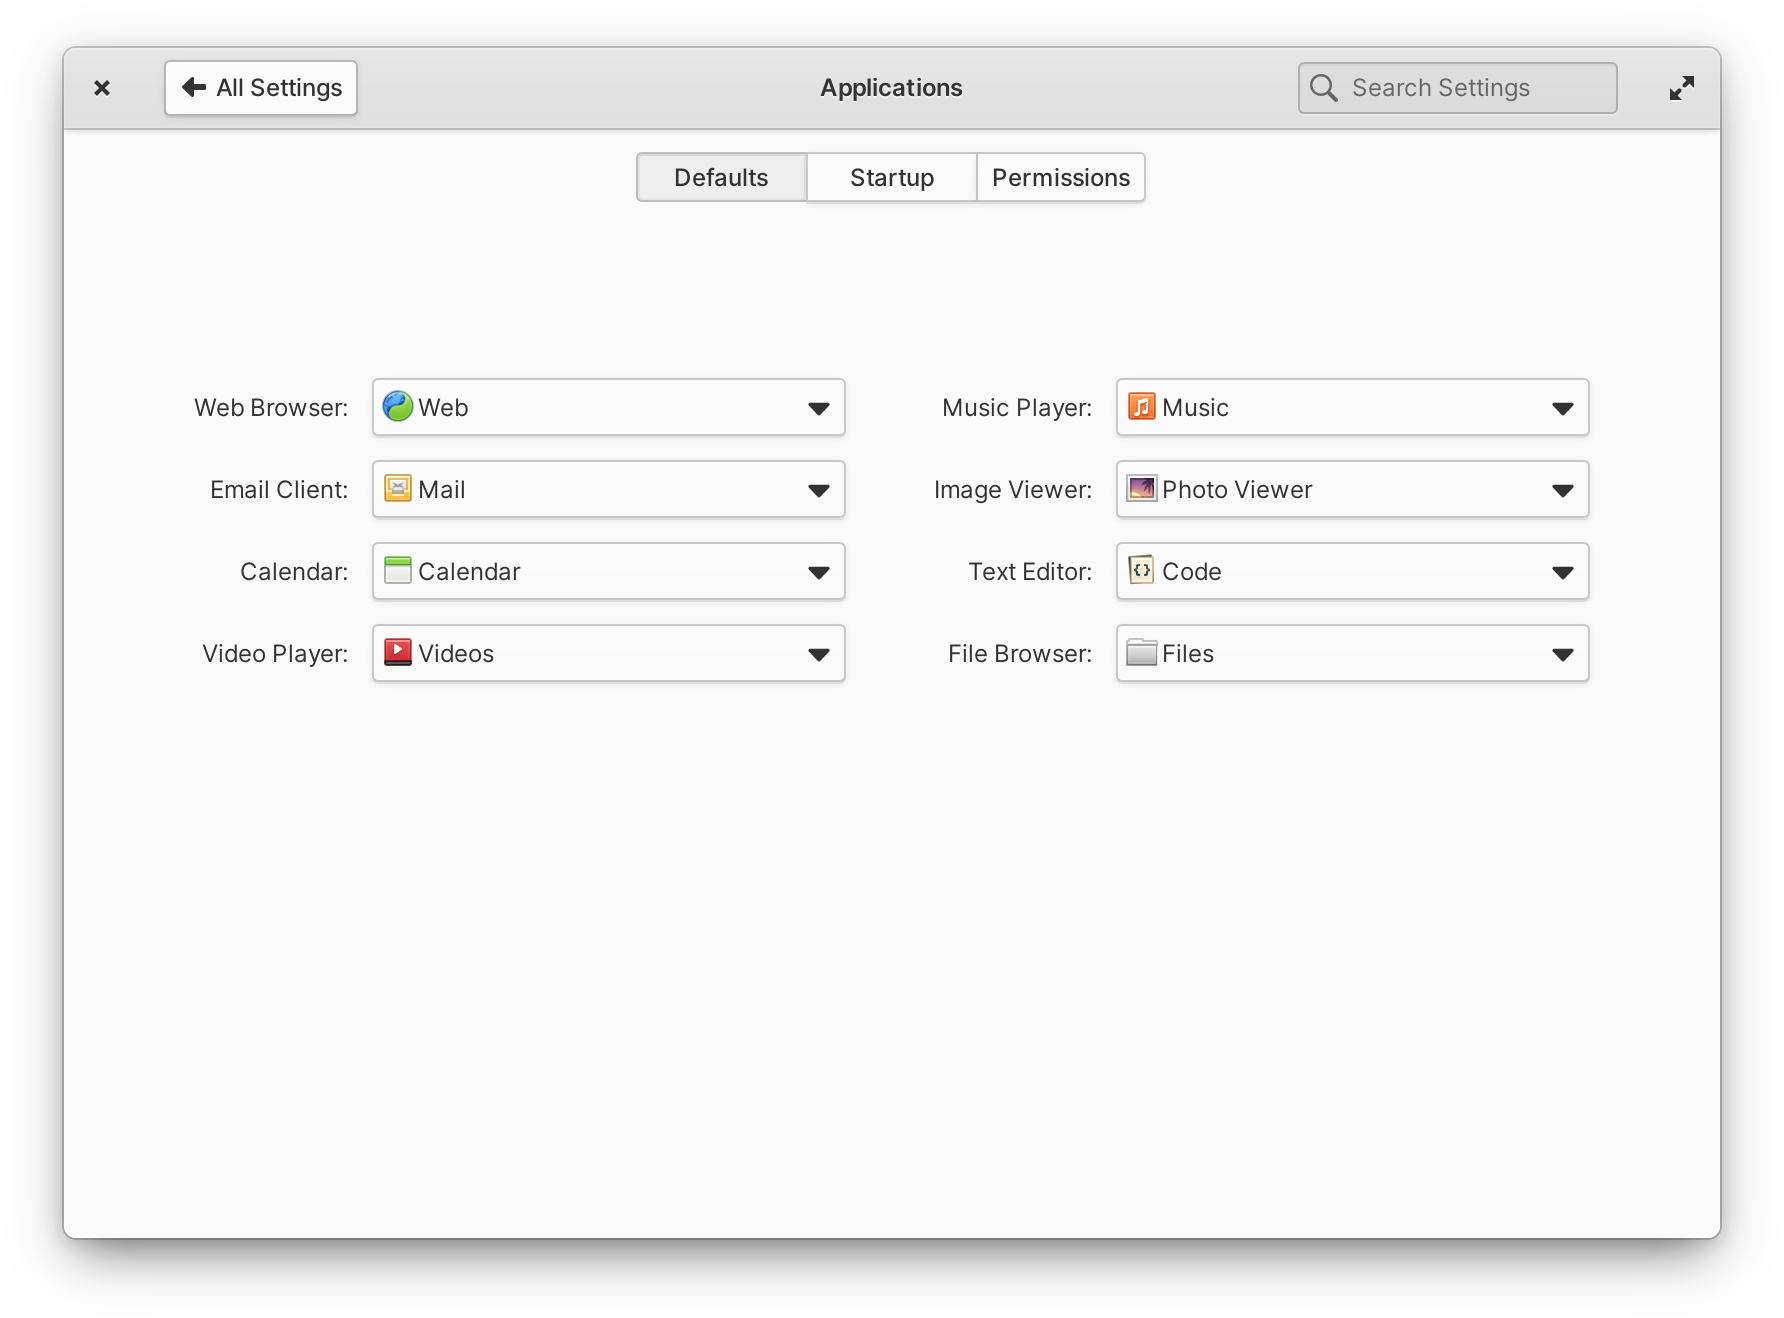 All Settings
Applications
Search Settings
Defaults
Startup
Permissions
Web Browser:
Web
Music Player:
Music
Email Client:
Mail
Image Viewer:
Photo Viewer
Calendar:
Calendar
Text Editor:
Code
Video Player:
Videos
File Browser:
Files